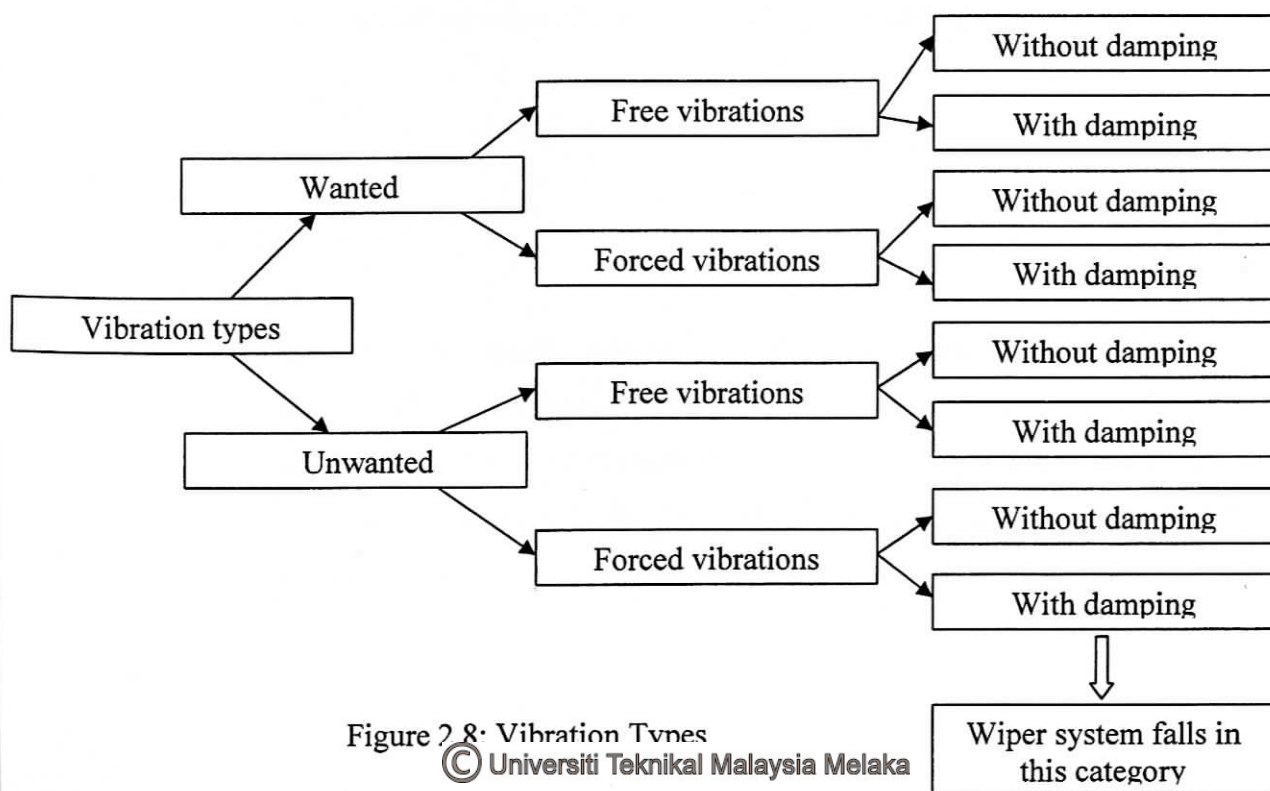 Without damping
Free vibrations
With damping
Wanted
Without damping
Forced vibrations
With damping
Vibration types
Without damping
Free vibrations
With damping
Unwanted
Without damping
Forced vibrations
With damping
Wiper system falls in
this category
Figure 2.8: Vibration Types
© Universiti Teknikal Malaysia Melaka